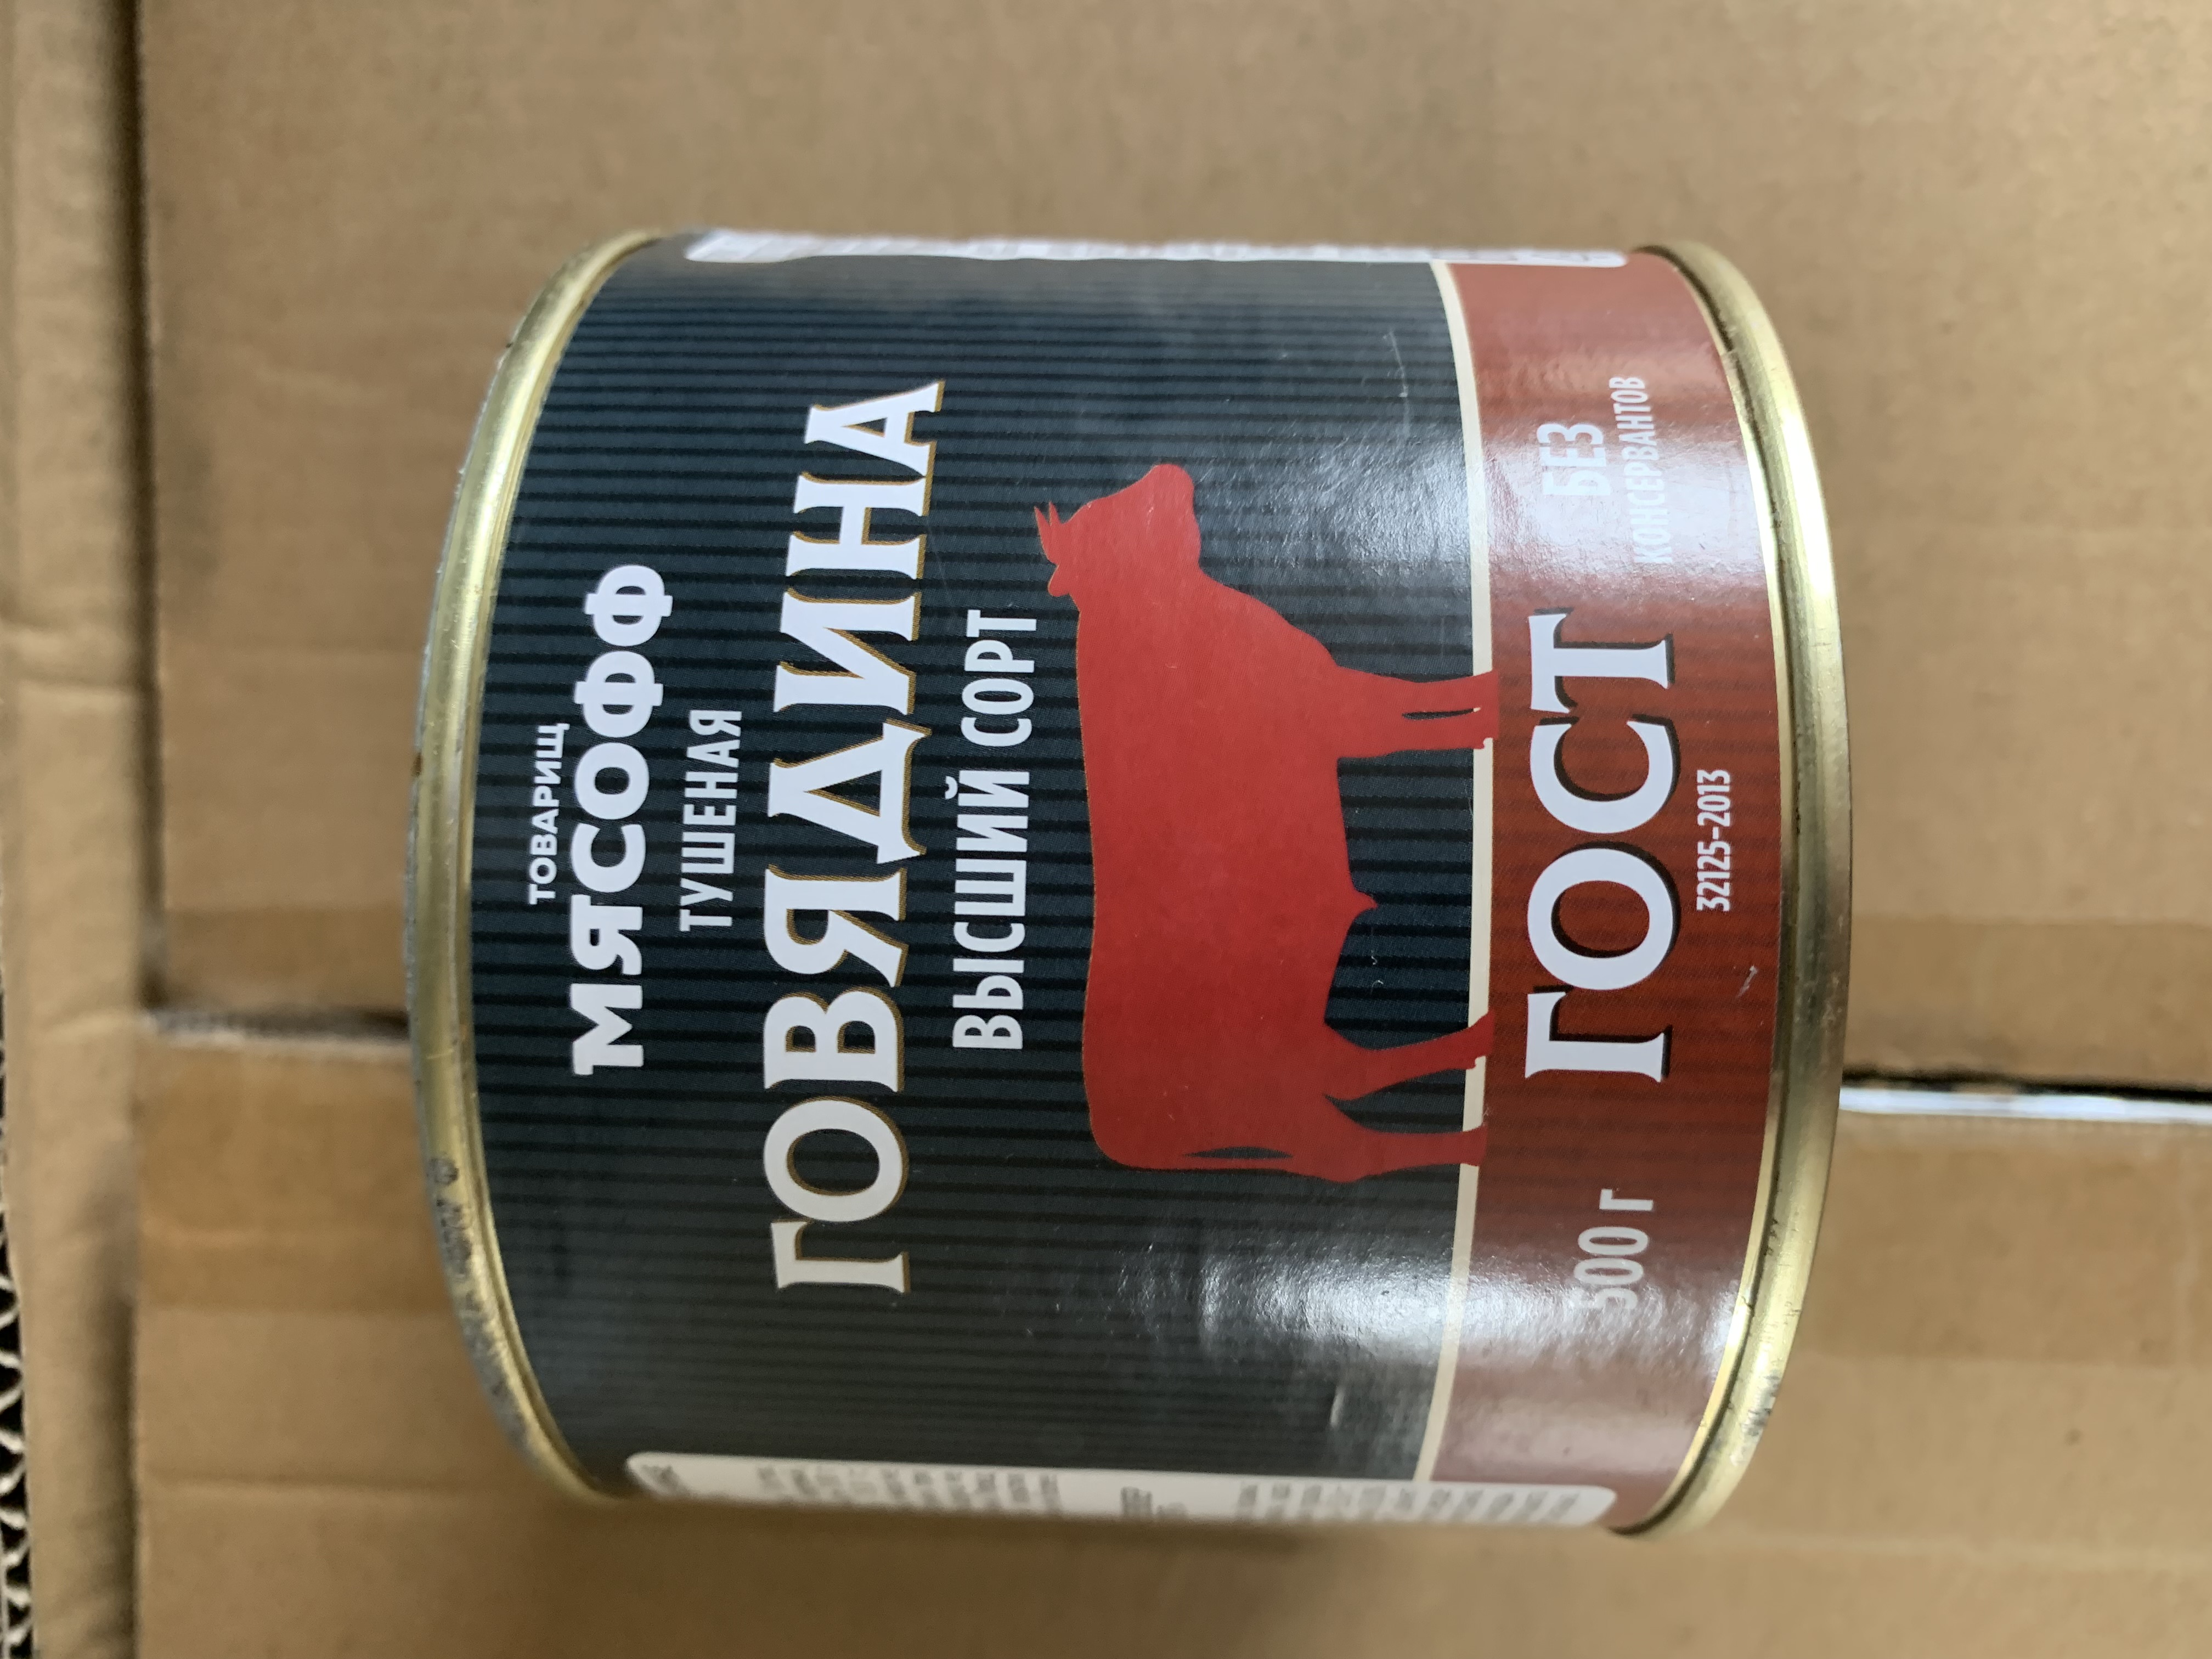 ТОВАРИЩ
МЯСОФФ
ТУШЕНАЯ
ГОВЯДИНА
ВЫСШИЙ СОРТ
500 г
ГОСТ
32125-2013
БЕЗ
КОНСЕРВАНТОВ